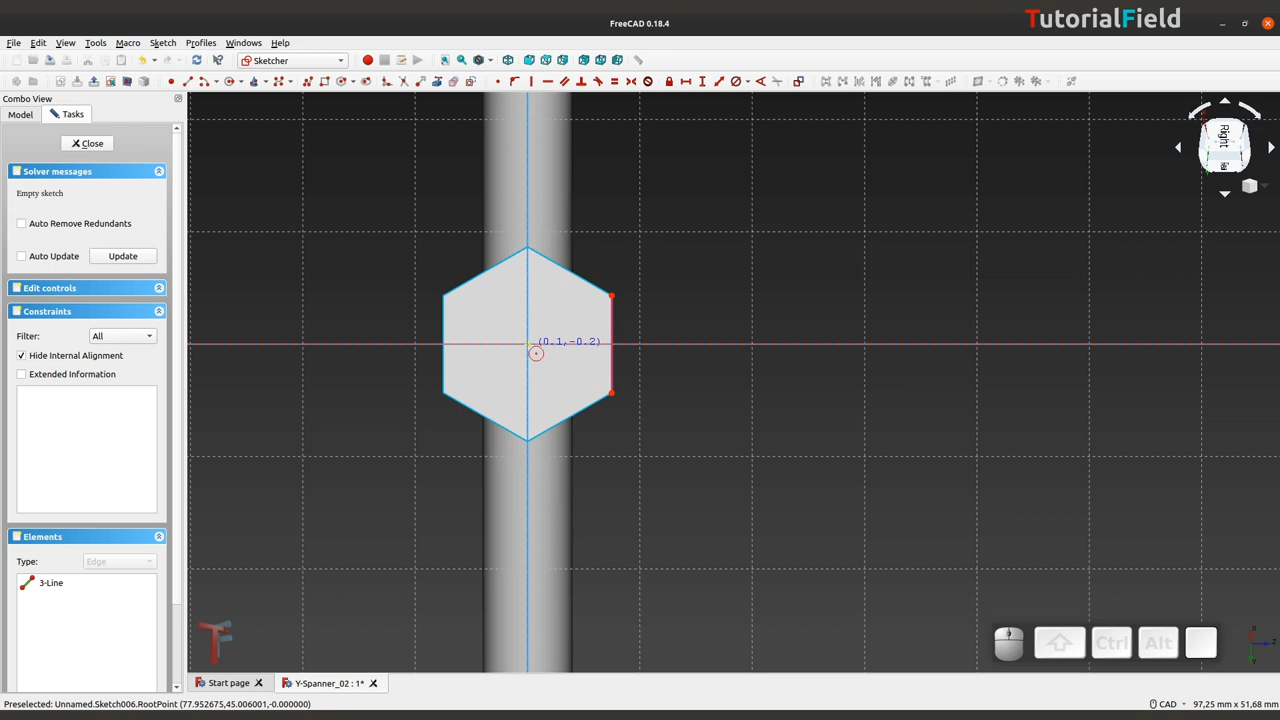 FreeCAD 0.18.4
TutorialField
File Edit View Tools Macro Sketch Profiles Windows Help
Sketcher
Combo View
Model Tasks
Close
Solver messages
Empty sketch
Auto Remove Redundants
Auto Update Update
Edit controls
Constraints
Filter: All
Hide Internal Alignment
Extended Information
Elements
Type: Edge
3-Line
(0.1,-0.2)
Right
Ctrl Alt
X
Z
Y
Start page Y-Spanner_02 : 1*
Preselected: Unnamed.Sketch006.RootPoint (77.952675,45.006001,-0.000000) CAD 97,25 mm x 51,68 mm